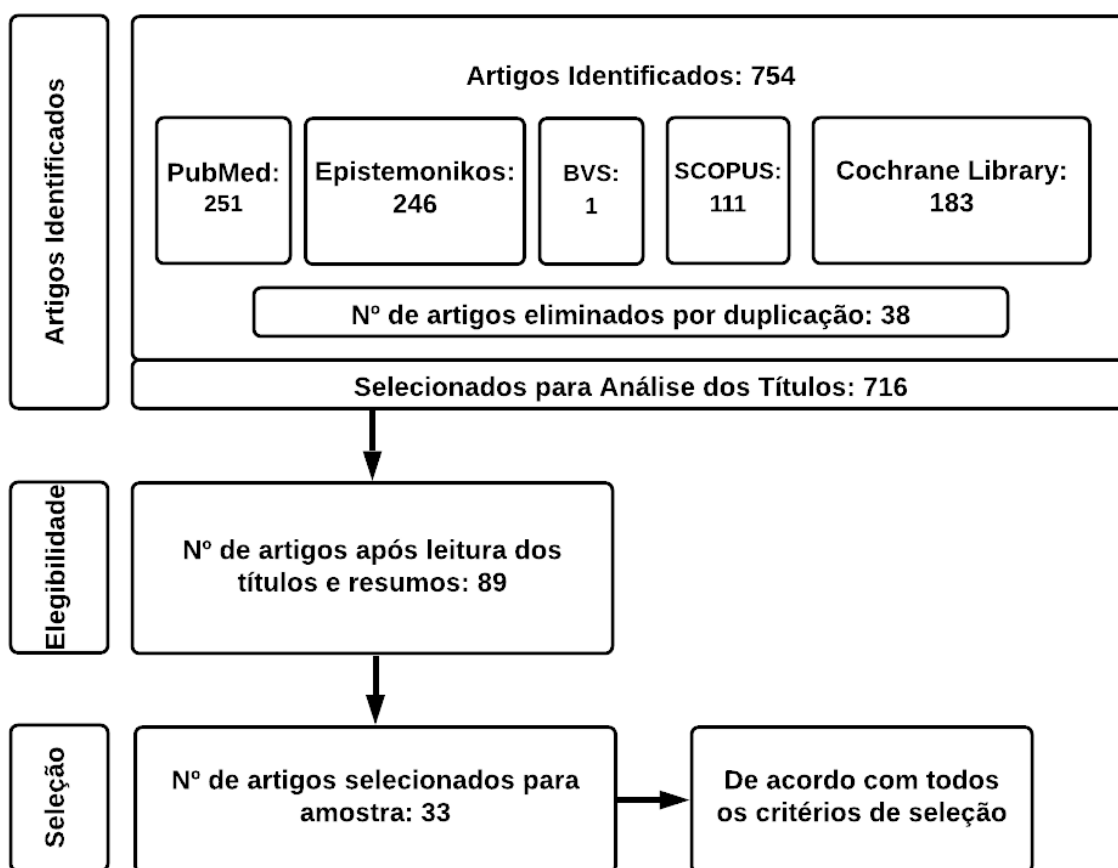 Artigos Identificados
Artigos Identificados: 754
PubMed:
251
Epistemonikos:
246
BVS:
1
SCOPUS:
111
Cochrane Library:
183
Nº de artigos eliminados por duplicação: 38
Selecionados para Análise dos Títulos: 716
Elegibilidade
Nº de artigos após leitura dos
títulos e resumos: 89
Seleção
Nº de artigos selecionados para
amostra: 33
De acordo com todos
os critérios de seleção